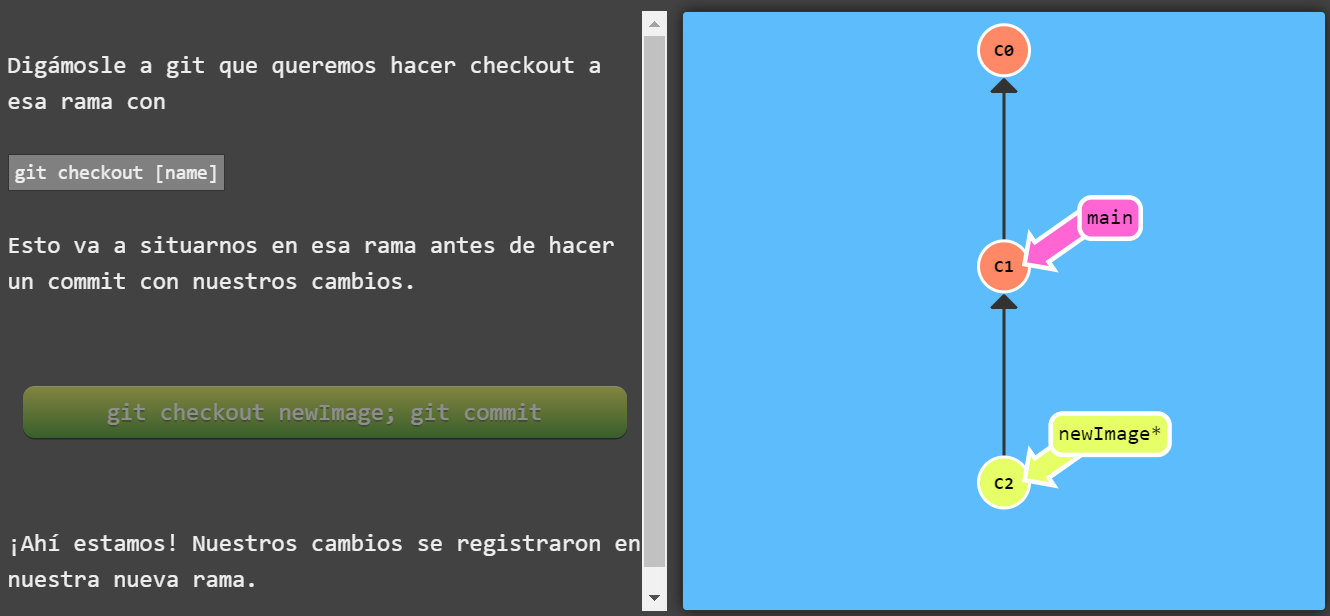 Digámosle a git que queremos hacer checkout a
esa rama con
git checkout [name]
Esto va a situarnos en esa rama antes de hacer
un commit con nuestros cambios.
git checkout newImage; git commit
¡Ahí estamos! Nuestros cambios se registraron en
nuestra nueva rama.
C0
main
C1
newImage*
C2